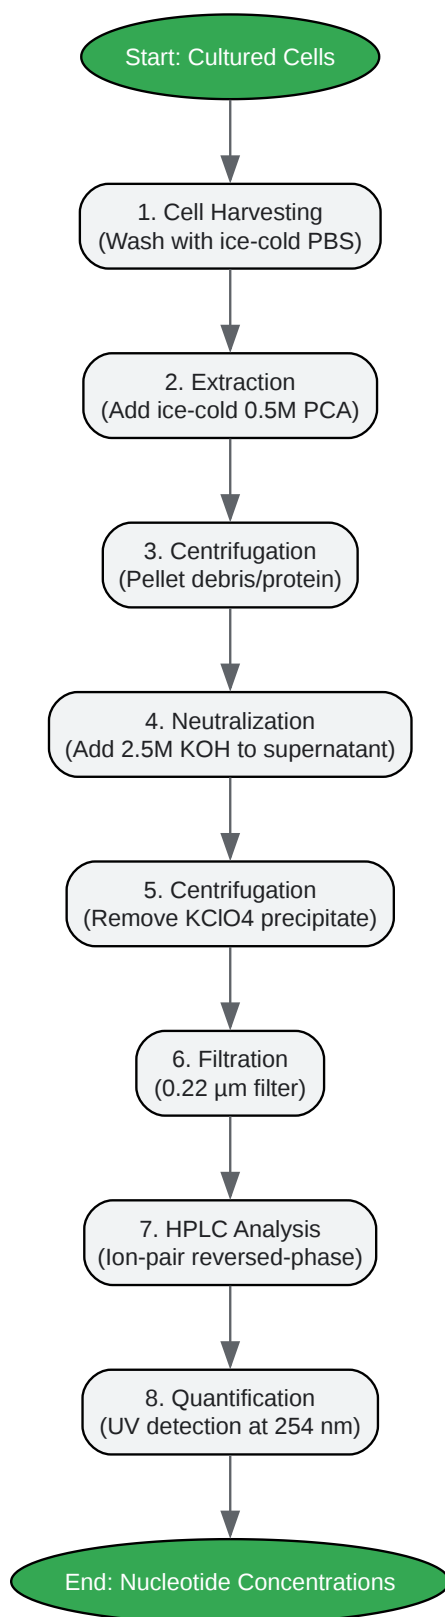 Start: Cultured Cells
1. Cell Harvesting
(Wash with ice-cold PBS)
2. Extraction
(Add ice-cold 0.5M PCA)
3. Centrifugation
(Pellet debris/protein)
4. Neutralization
(Add 2.5M KOH to supernatant)
5. Centrifugation
(Remove KClO4 precipitate)
6. Filtration
(0.22 µm filter)
7. HPLC Analysis
(Ion-pair reversed-phase)
8. Quantification
(UV detection at 254 nm)
End: Nucleotide Concentrations